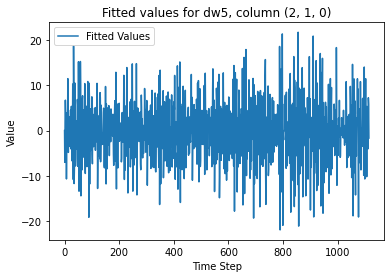 Fitted values for dw5, column (2, 1, 0)
Fitted Values
20
10
0
−10
−20
Value
0
200
400
600
800
1000
Time Step